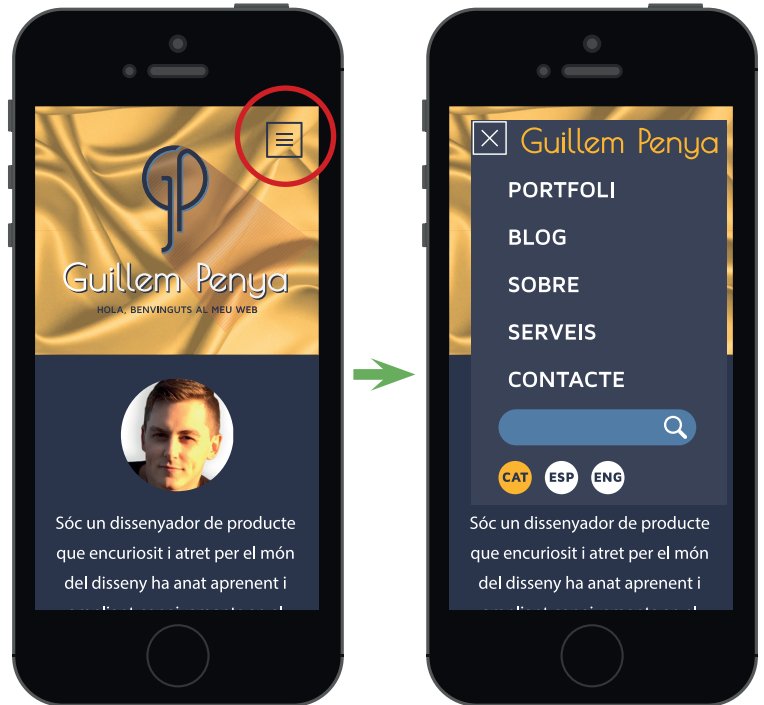 Guillem Penya
HOLA, BENVINGUTS AL MEU WEB
Sóc un dissenyador de producte
que encuriosit i atret per el món
del disseny ha anat aprenent i
Guillem Penya
PORTFOLI
BLOG
SOBRE
SERVEIS
CONTACTE
CAT ESP ENG
Sóc un dissenyador de producte
que encuriosit i atret per el món
del disseny ha anat aprenent i